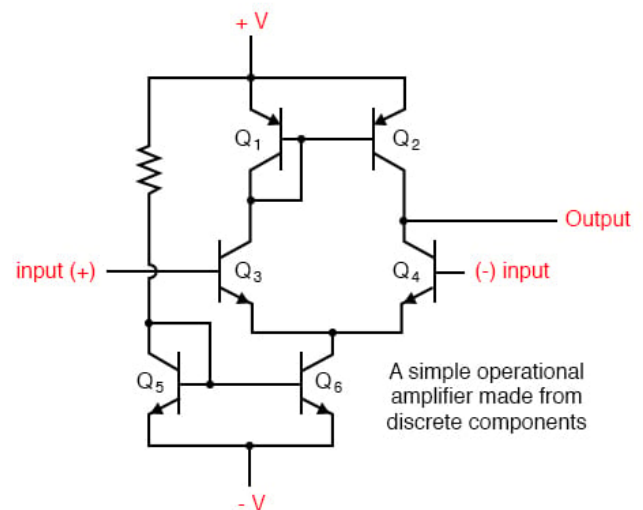 + V
Q1
Q2
Output
input (+)
Q3
Q4
(-) input
Q5
Q6
A simple operational
amplifier made from
discrete components
- V